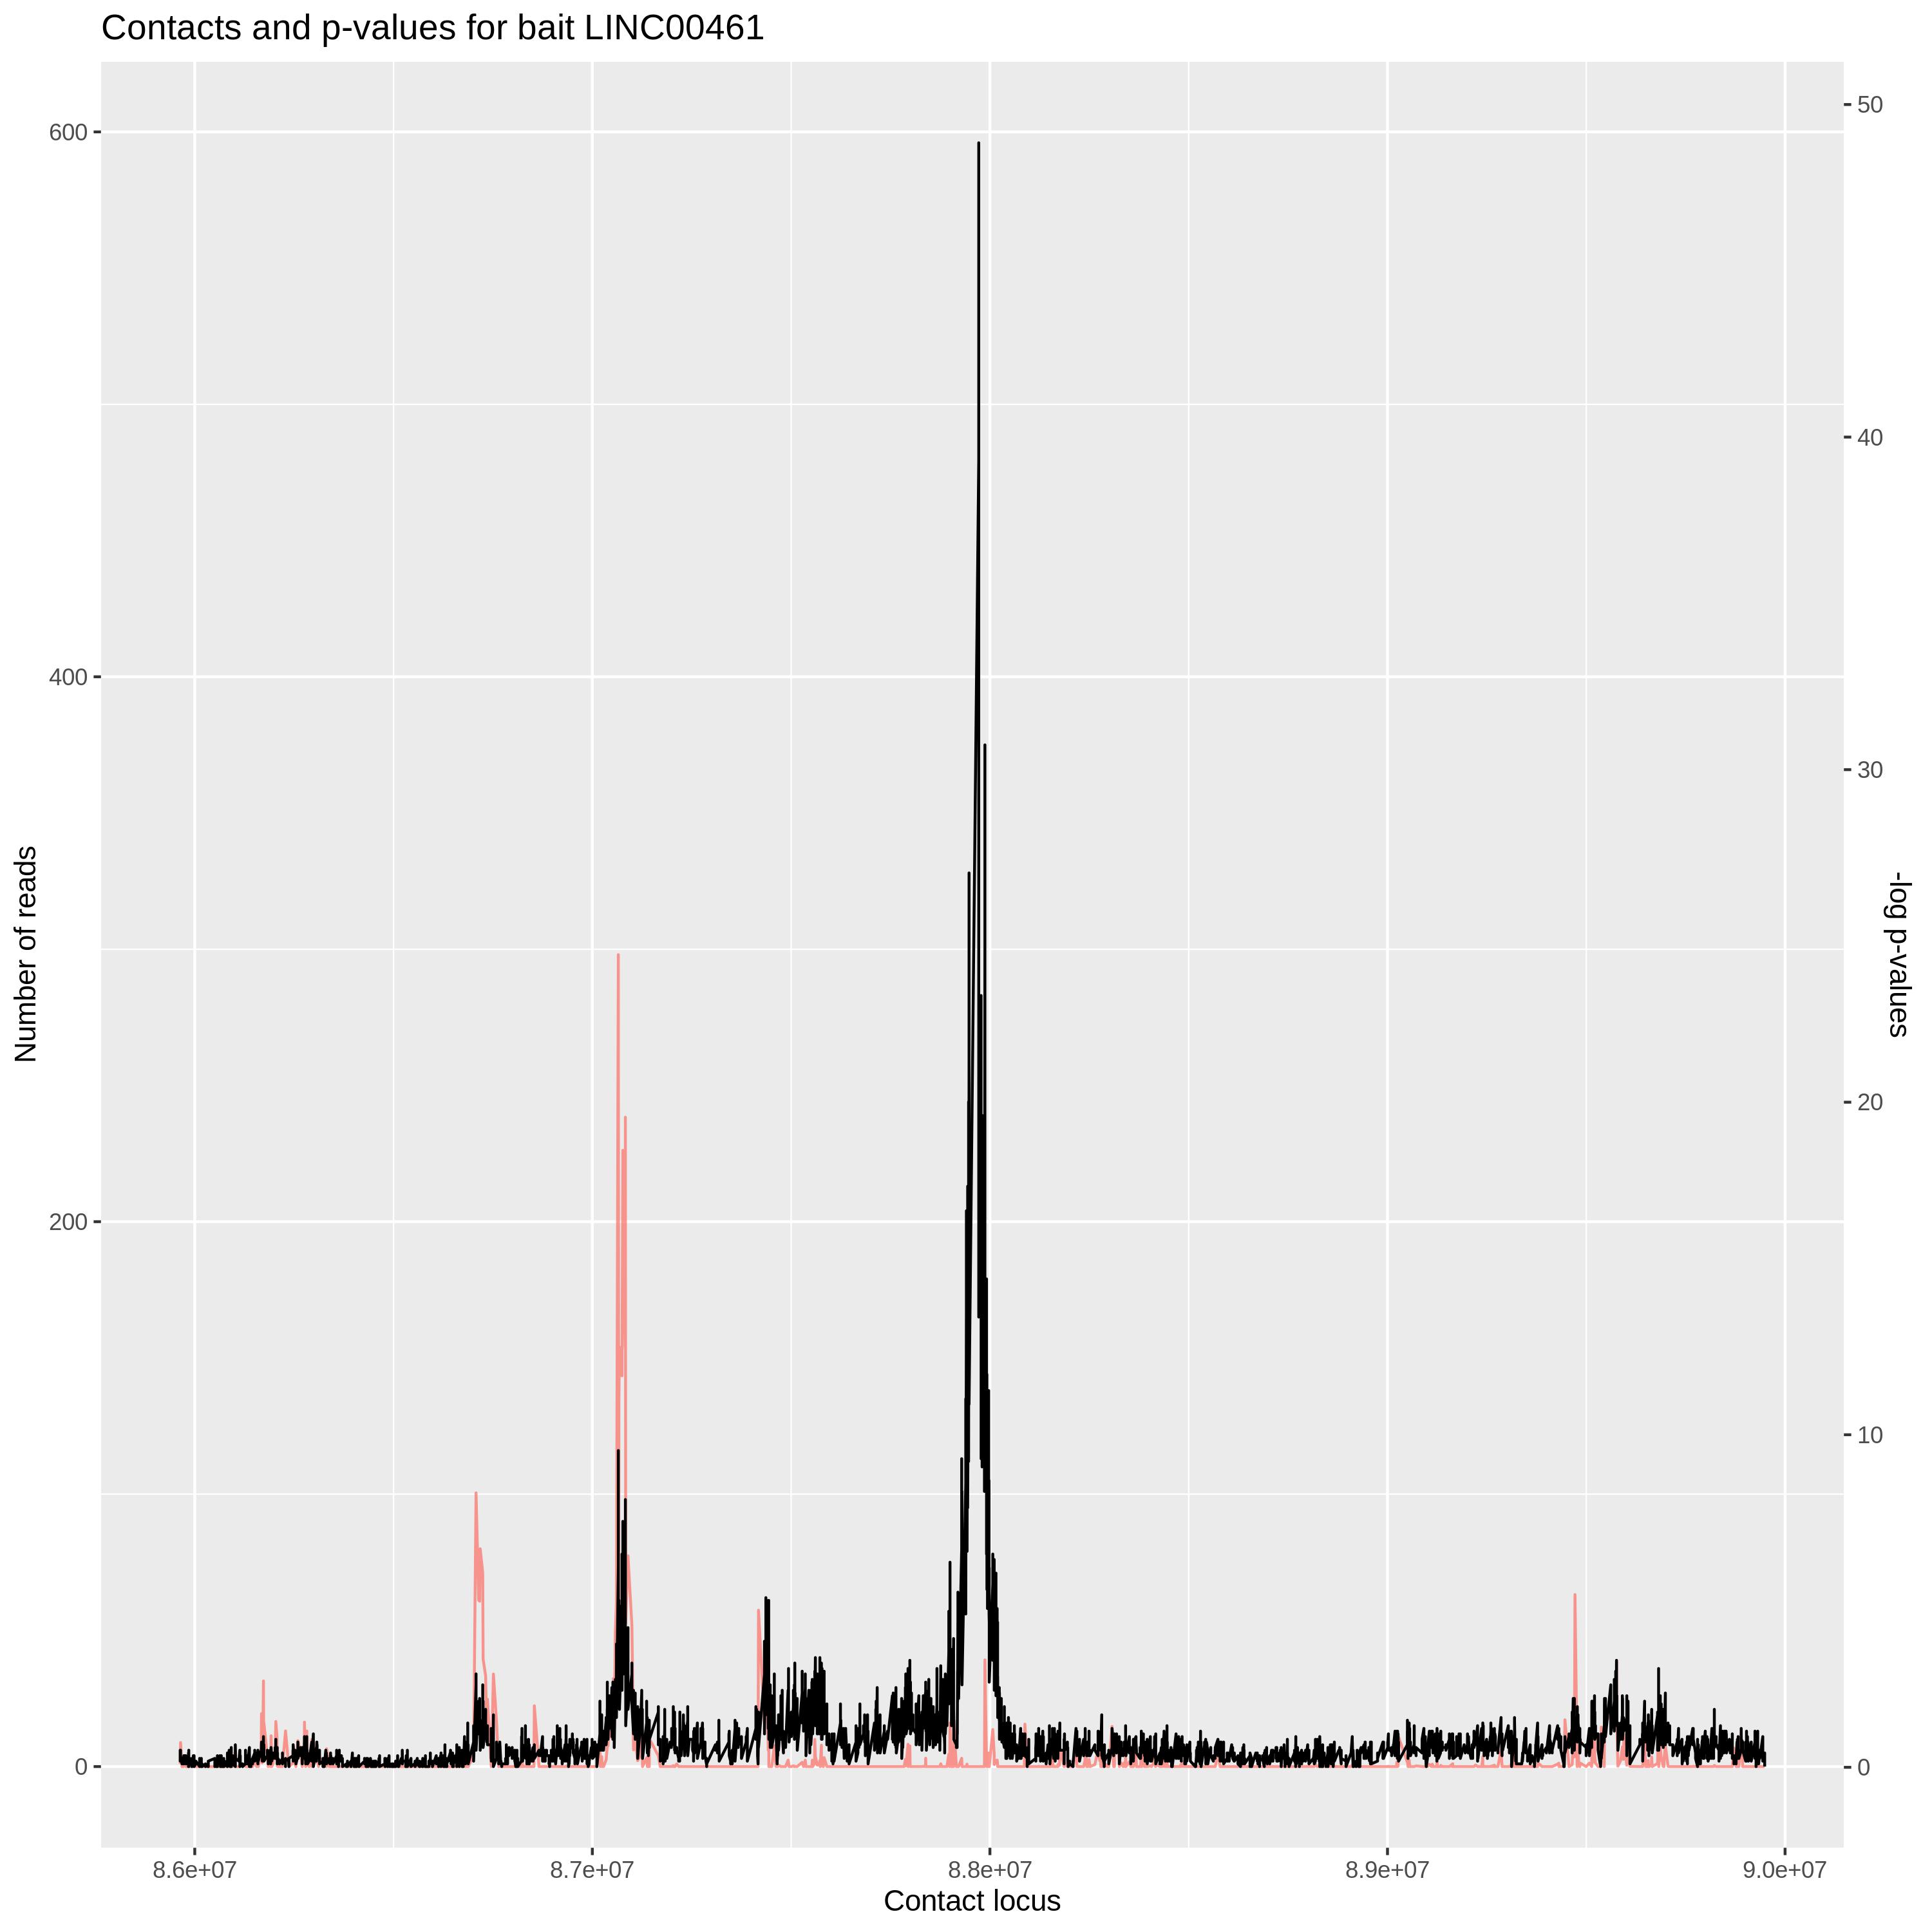 Contacts and p-values for bait LINC00461
Number of reads
600
400
200
0
50
40
30
20
10
0
-log p-values
8.6e+07
8.7e+07
8.8e+07
8.9e+07
9.0e+07
Contact locus